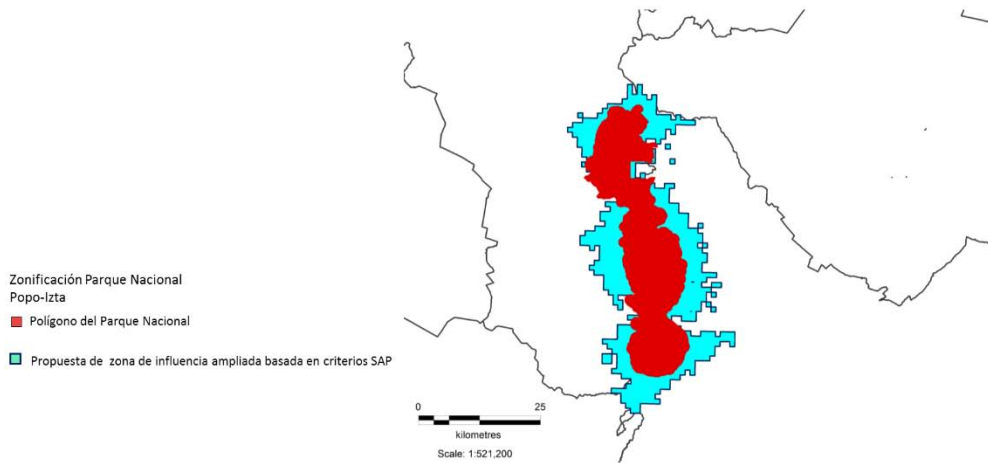 Zonificación Parque Nacional
Popo-Izta
Polígono del Parque Nacional
Propuesta de zona de influencia ampliada basada en criterios SAP
0 25
kilometres
Scale: 1:521,200